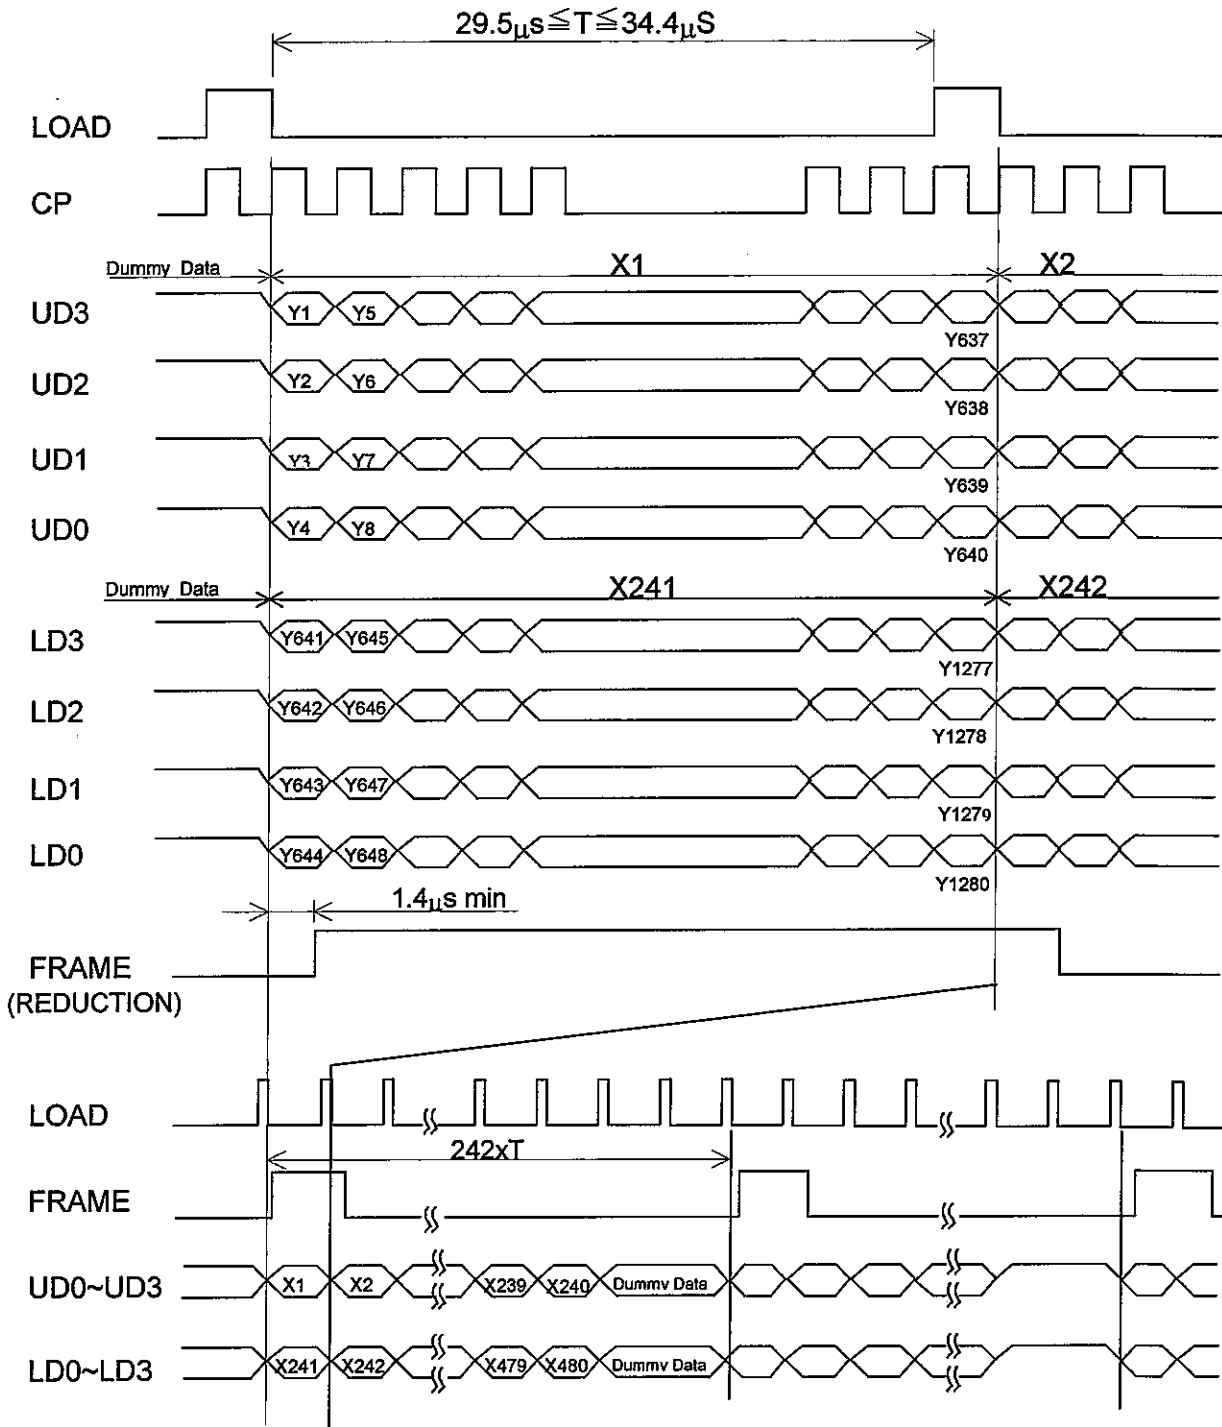 29.5μs≦T≦34.4μS
LOAD
CP
Dummy Data X1 X2
UD3 Y1 Y5
Y637
UD2 Y2 Y6
Y638
UD1 Y3 Y7
Y639
UD0 Y4 Y8
Y640
Dummy Data X241 X242
LD3 Y641 Y645
Y1277
LD2 Y642 Y646
Y1278
LD1 Y643 Y647
Y1279
LD0 Y644 Y648
Y1280
1.4μs min
FRAME
(REDUCTION)
LOAD
242xT
FRAME
UD0~UD3 X1 X2 X239 X240 Dummy Data
LD0~LD3 X241 X242 X479 X480 Dummy Data